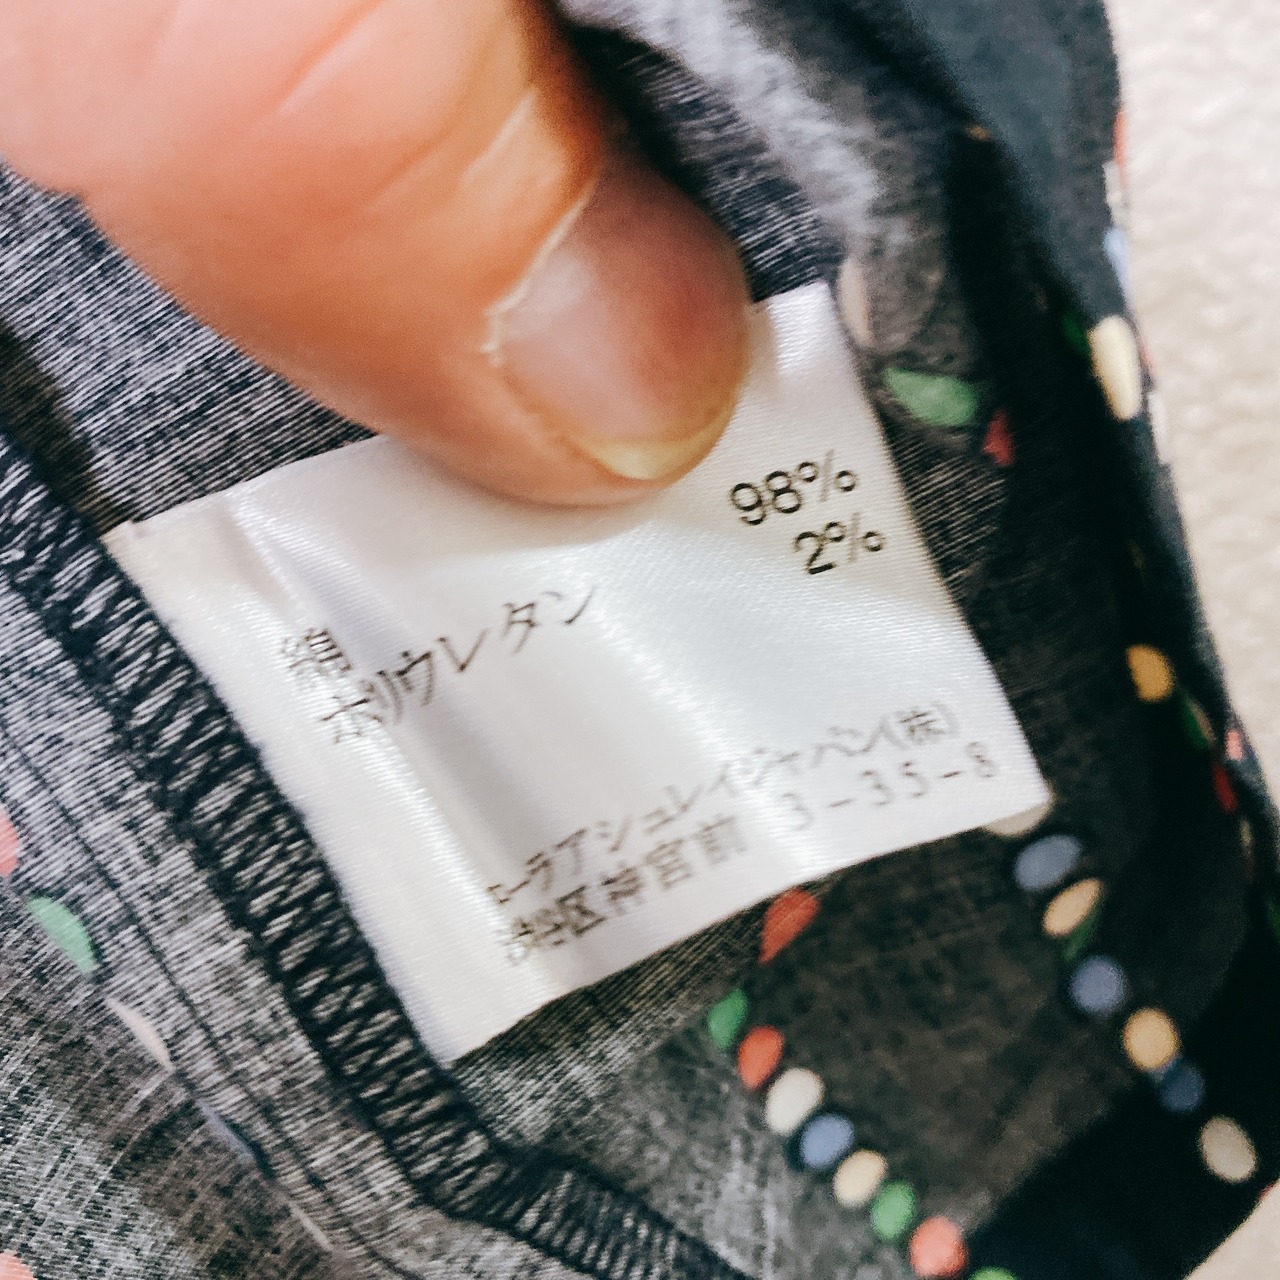 98%
2%
綿
ポリウレタン
ローラアシュレイジャパン(株)
渋谷区神宮前 3-35-8